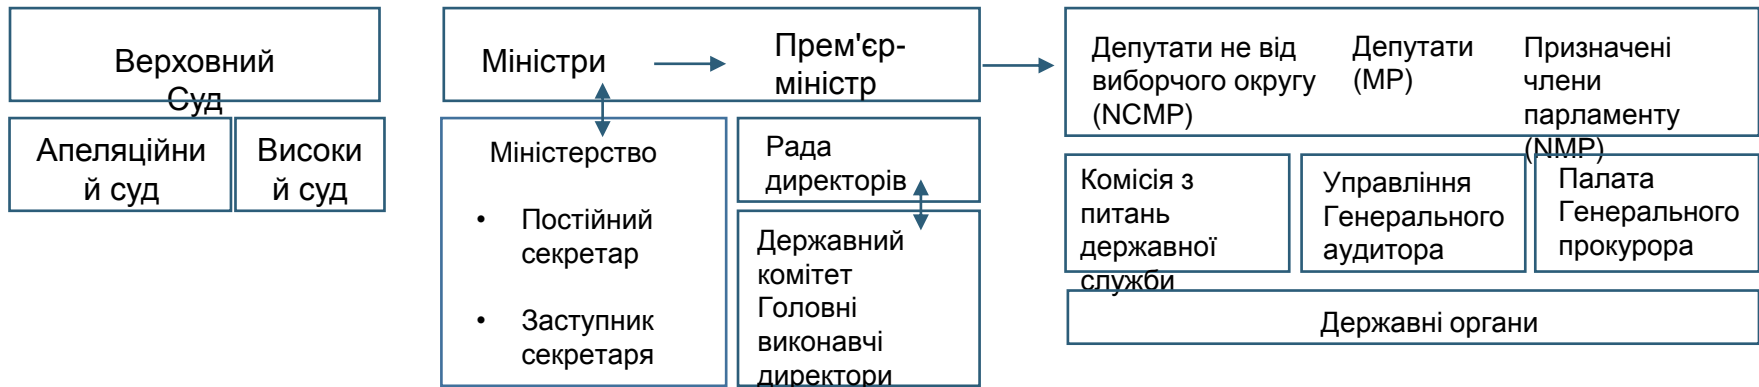 Верховний
Суд
Апеляційни
й суд
Високи
й суд
Міністри
Прем'єр-
міністр
Міністерство
• Постійний
секретар
• Заступник
секретаря
Рада
директорів
Державний
комітет
Головні
виконавчі
директори
Депутати не від
виборчого округу
(NCMP)
Депутати
(MP)
Призначені
члени
парламенту
(NMP)
Комісія з
питань
державної
служби
Управління
Генерального
аудитора
Палата
Генерального
прокурора
Державні органи